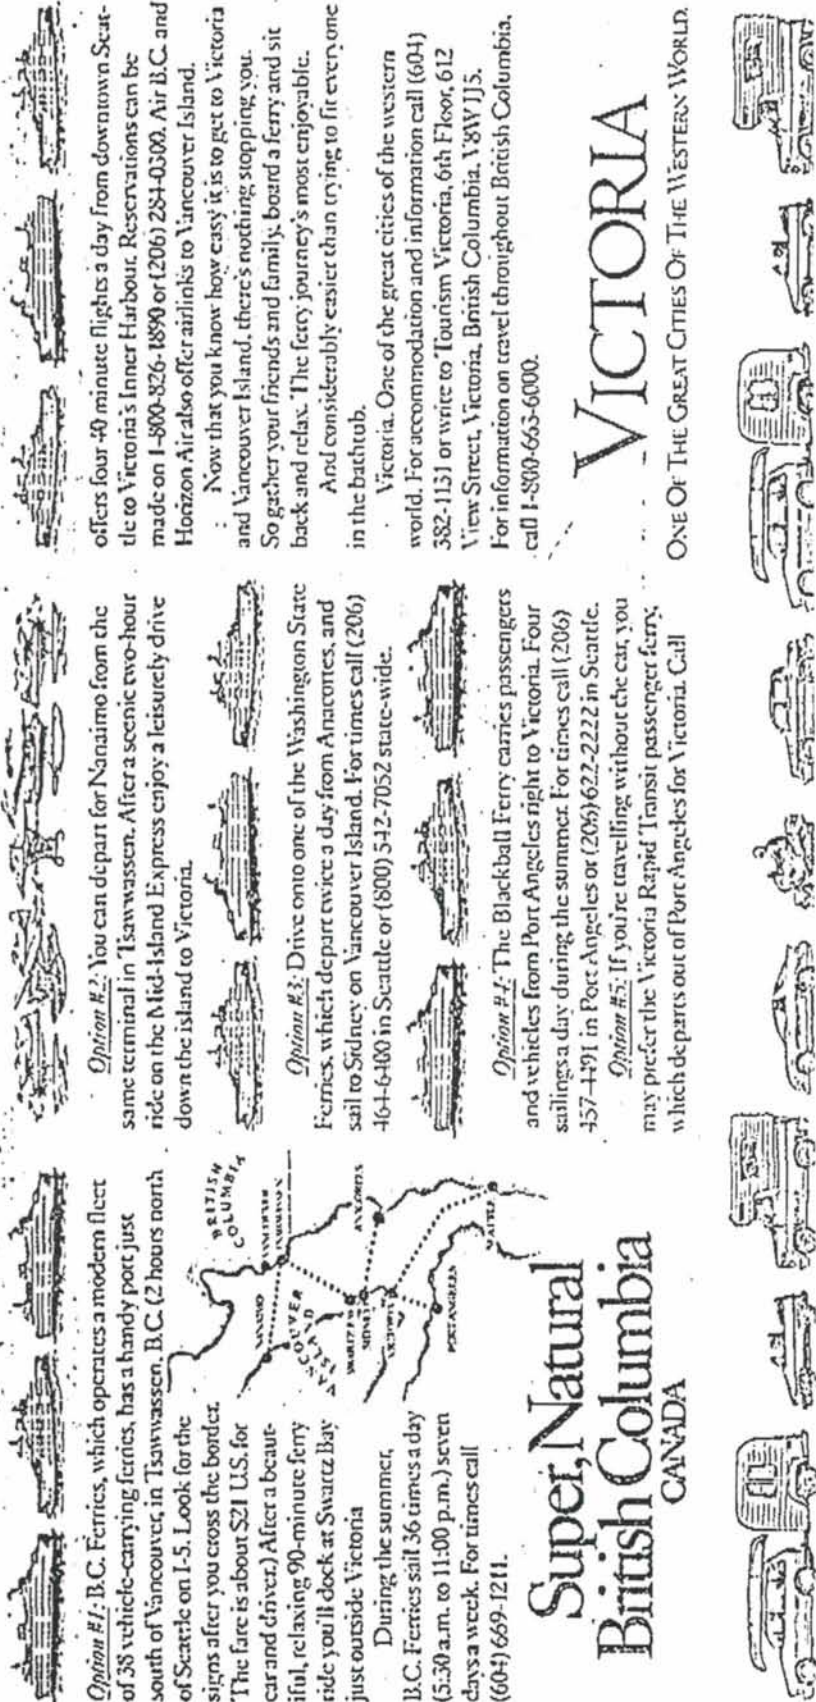 Option #1: B.C. Ferries, which operates a modern fleet
of 38 vehicle-carrying ferries, has a handy port just
south of Vancouver, in Tsawwassen, B.C. (2 hours north
of Seattle on I-5. Look for the
signs after you cross the border.
The fare is about $21 U.S. for
car and driver.) After a beaut-
iful, relaxing 90-minute ferry
ride you'll dock at Swartz Bay
just outside Victoria
During the summer,
B.C. Ferries sail 36 times a day
(5:30 a.m. to 11:00 p.m.) seven
days a week. For times call
(604) 669-1211.
BRITISH
COLUMBIA
VANCOUVER
NANAIMO
VANCOUVER
ISLAND
SWARTZ BAY
SIDNEY
VICTORIA
ANACORTES
PORT ANGELES
SEATTLE
Super, Natural
British Columbia
CANADA
Option #2: You can depart for Nanaimo from the
same terminal in Tsawwassen. After a scenic two-hour
ride on the Mid-Island Express enjoy a leisurely drive
down the island to Victoria.
Option #3: Drive onto one of the Washington State
Ferries, which depart twice a day from Anacortes, and
sail to Sidney on Vancouver Island. For times call (206)
464-6400 in Seattle or (800) 542-7052 state-wide.
Option #4: The Blackball Ferry carries passengers
and vehicles from Port Angeles right to Victoria. Four
sailings a day during the summer. For times call (206)
457-4491 in Port Angeles or (206) 622-2222 in Seattle.
Option #5: If you're travelling without the car, you
may prefer the Victoria Rapid Transit passenger ferry,
which departs out of Port Angeles for Victoria. Call
offers four 40 minute flights a day from downtown Seat-
tle to Victoria's Inner Harbour. Reservations can be
made on 1-800-826-1890 or (206) 284-0300. Air B.C. and
Horizon Air also offer airlinks to Vancouver Island.
Now that you know how easy it is to get to Victoria
and Vancouver Island, there's nothing stopping you.
So gather your friends and family, board a ferry and sit
back and relax. The ferry journey's most enjoyable.
And considerably easier than trying to fit everyone
in the bathtub.
Victoria. One of the great cities of the western
world. For accommodation and information call (604)
382-1131 or write to Tourism Victoria, 6th Floor, 612
View Street, Victoria, British Columbia, V8W 1J5.
For information on travel throughout British Columbia,
call 1-800-663-6000.
VICTORIA
ONE OF THE GREAT CITIES OF THE WESTERN WORLD.